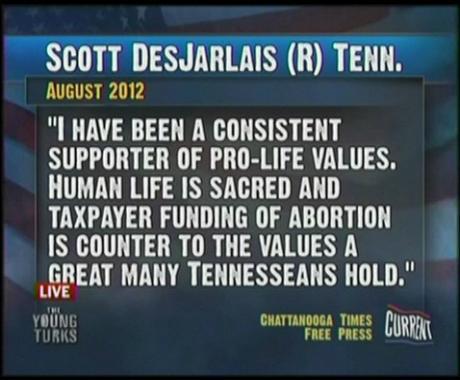 SCOTT DESJARLAIS (R) TENN.
AUGUST 2012
"I HAVE BEEN A CONSISTENT
SUPPORTER OF PRO-LIFE VALUES.
HUMAN LIFE IS SACRED AND
TAXPAYER FUNDING OF ABORTION
IS COUNTER TO THE VALUES A
GREAT MANY TENNESSEANS HOLD."
LIVE
THE
YOUNG
TURKS
CHATTANOOGA TIMES
FREE PRESS
CURRENT